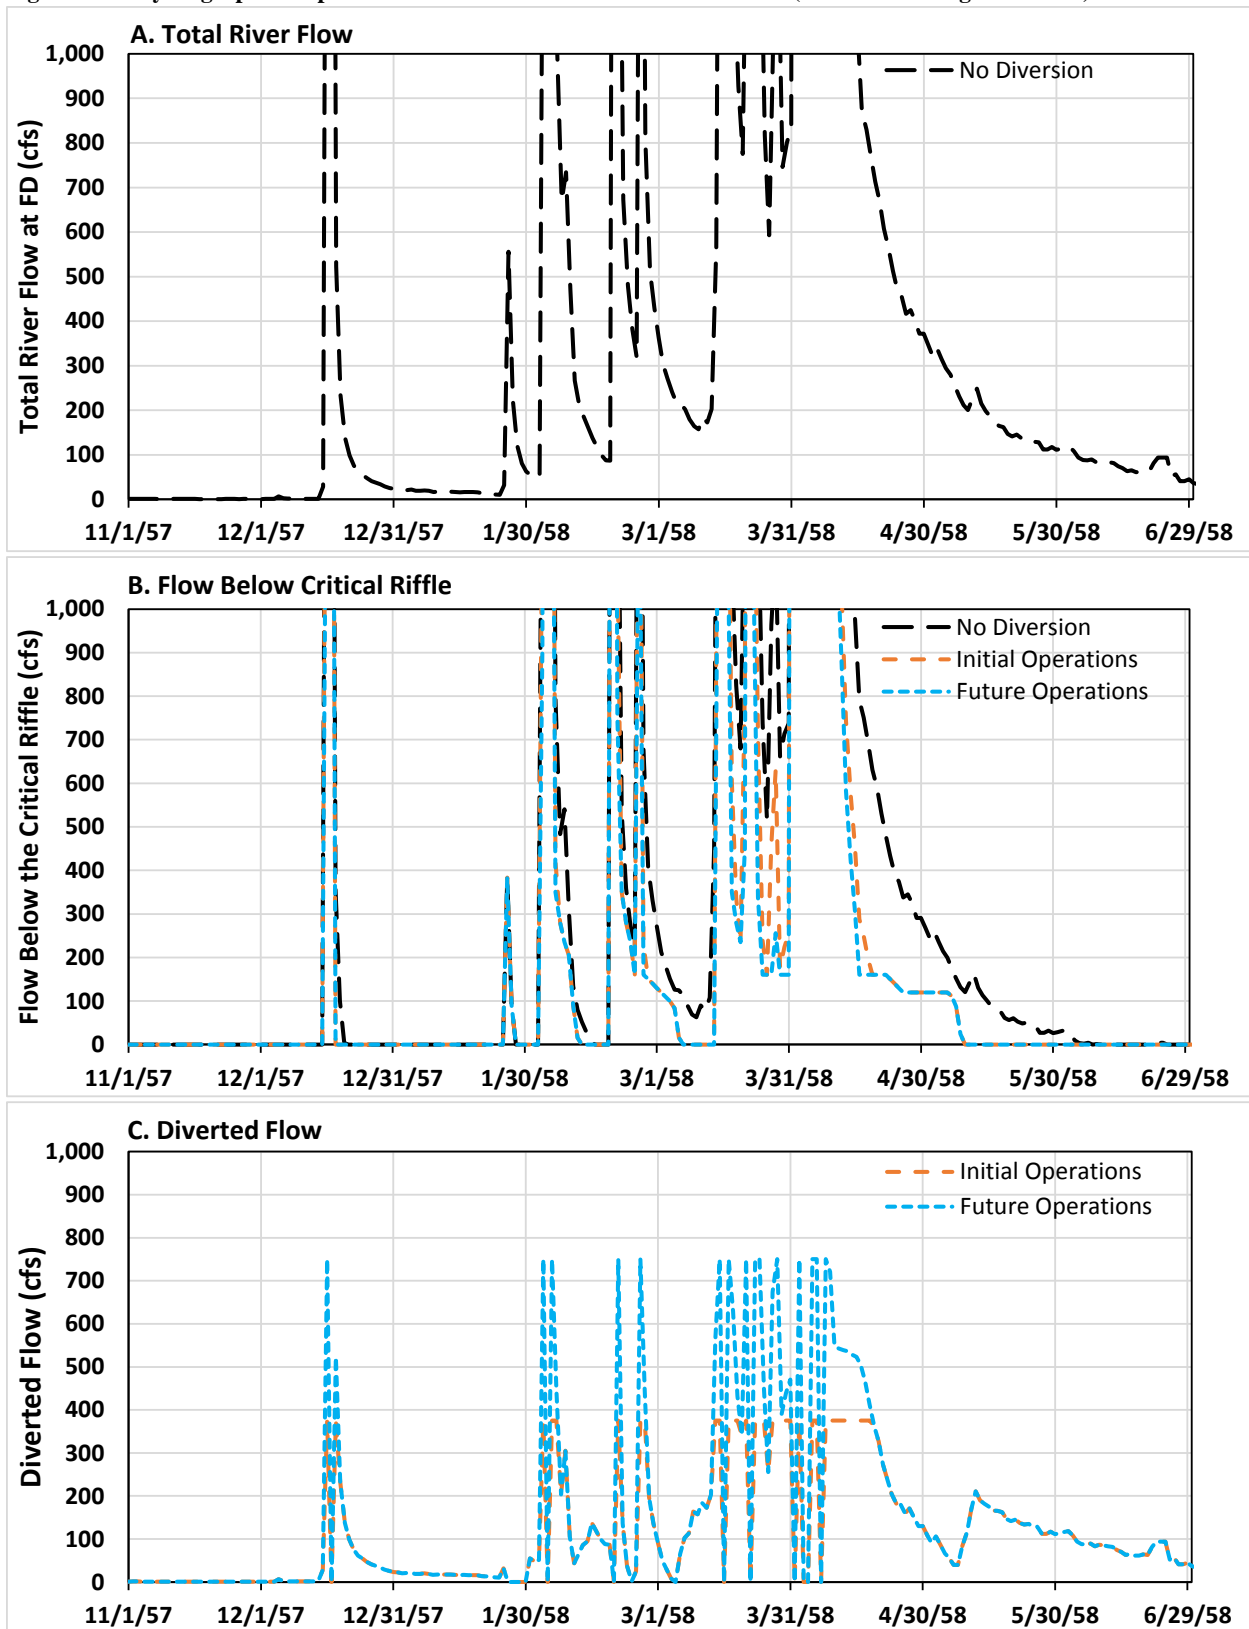 A. Total River Flow
Total River Flow at FD (cfs)
1,000
900
800
700
600
500
400
300
200
100
0
No Diversion
11/1/57 12/1/57 12/31/57 1/30/58 3/1/58 3/31/58 4/30/58 5/30/58 6/29/58
B. Flow Below Critical Riffle
Flow Below the Critical Riffle (cfs)
1,000
900
800
700
600
500
400
300
200
100
0
No Diversion
Initial Operations
Future Operations
11/1/57 12/1/57 12/31/57 1/30/58 3/1/58 3/31/58 4/30/58 5/30/58 6/29/58
C. Diverted Flow
Diverted Flow (cfs)
1,000
900
800
700
600
500
400
300
200
100
0
Initial Operations
Future Operations
11/1/57 12/1/57 12/31/57 1/30/58 3/1/58 3/31/58 4/30/58 5/30/58 6/29/58